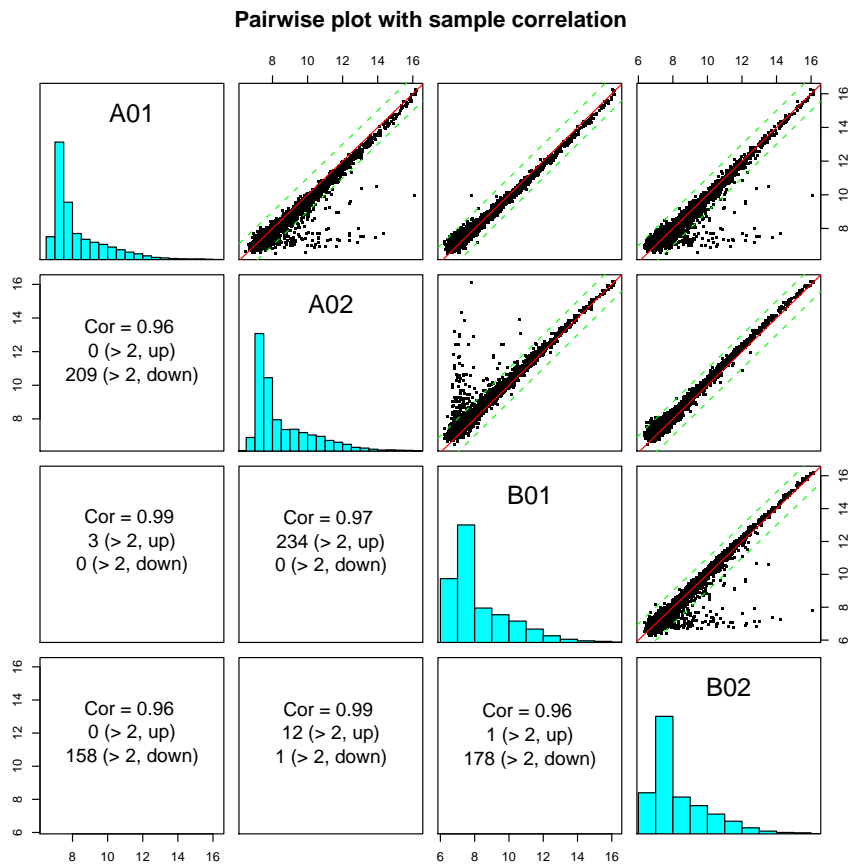 Pairwise plot with sample correlation
8 10 12 14 16
6 8 10 12 14 16
A01
8 10 12 14 16
8 10 12 14 16
Cor = 0.96
0 (> 2, up)
209 (> 2, down)
A02
Cor = 0.99
3 (> 2, up)
0 (> 2, down)
Cor = 0.97
234 (> 2, up)
0 (> 2, down)
B01
6 8 10 12 14 16
6 8 10 12 14 16
Cor = 0.96
0 (> 2, up)
158 (> 2, down)
Cor = 0.99
12 (> 2, up)
1 (> 2, down)
Cor = 0.96
1 (> 2, up)
178 (> 2, down)
B02
8 10 12 14 16
6 8 10 12 14 16